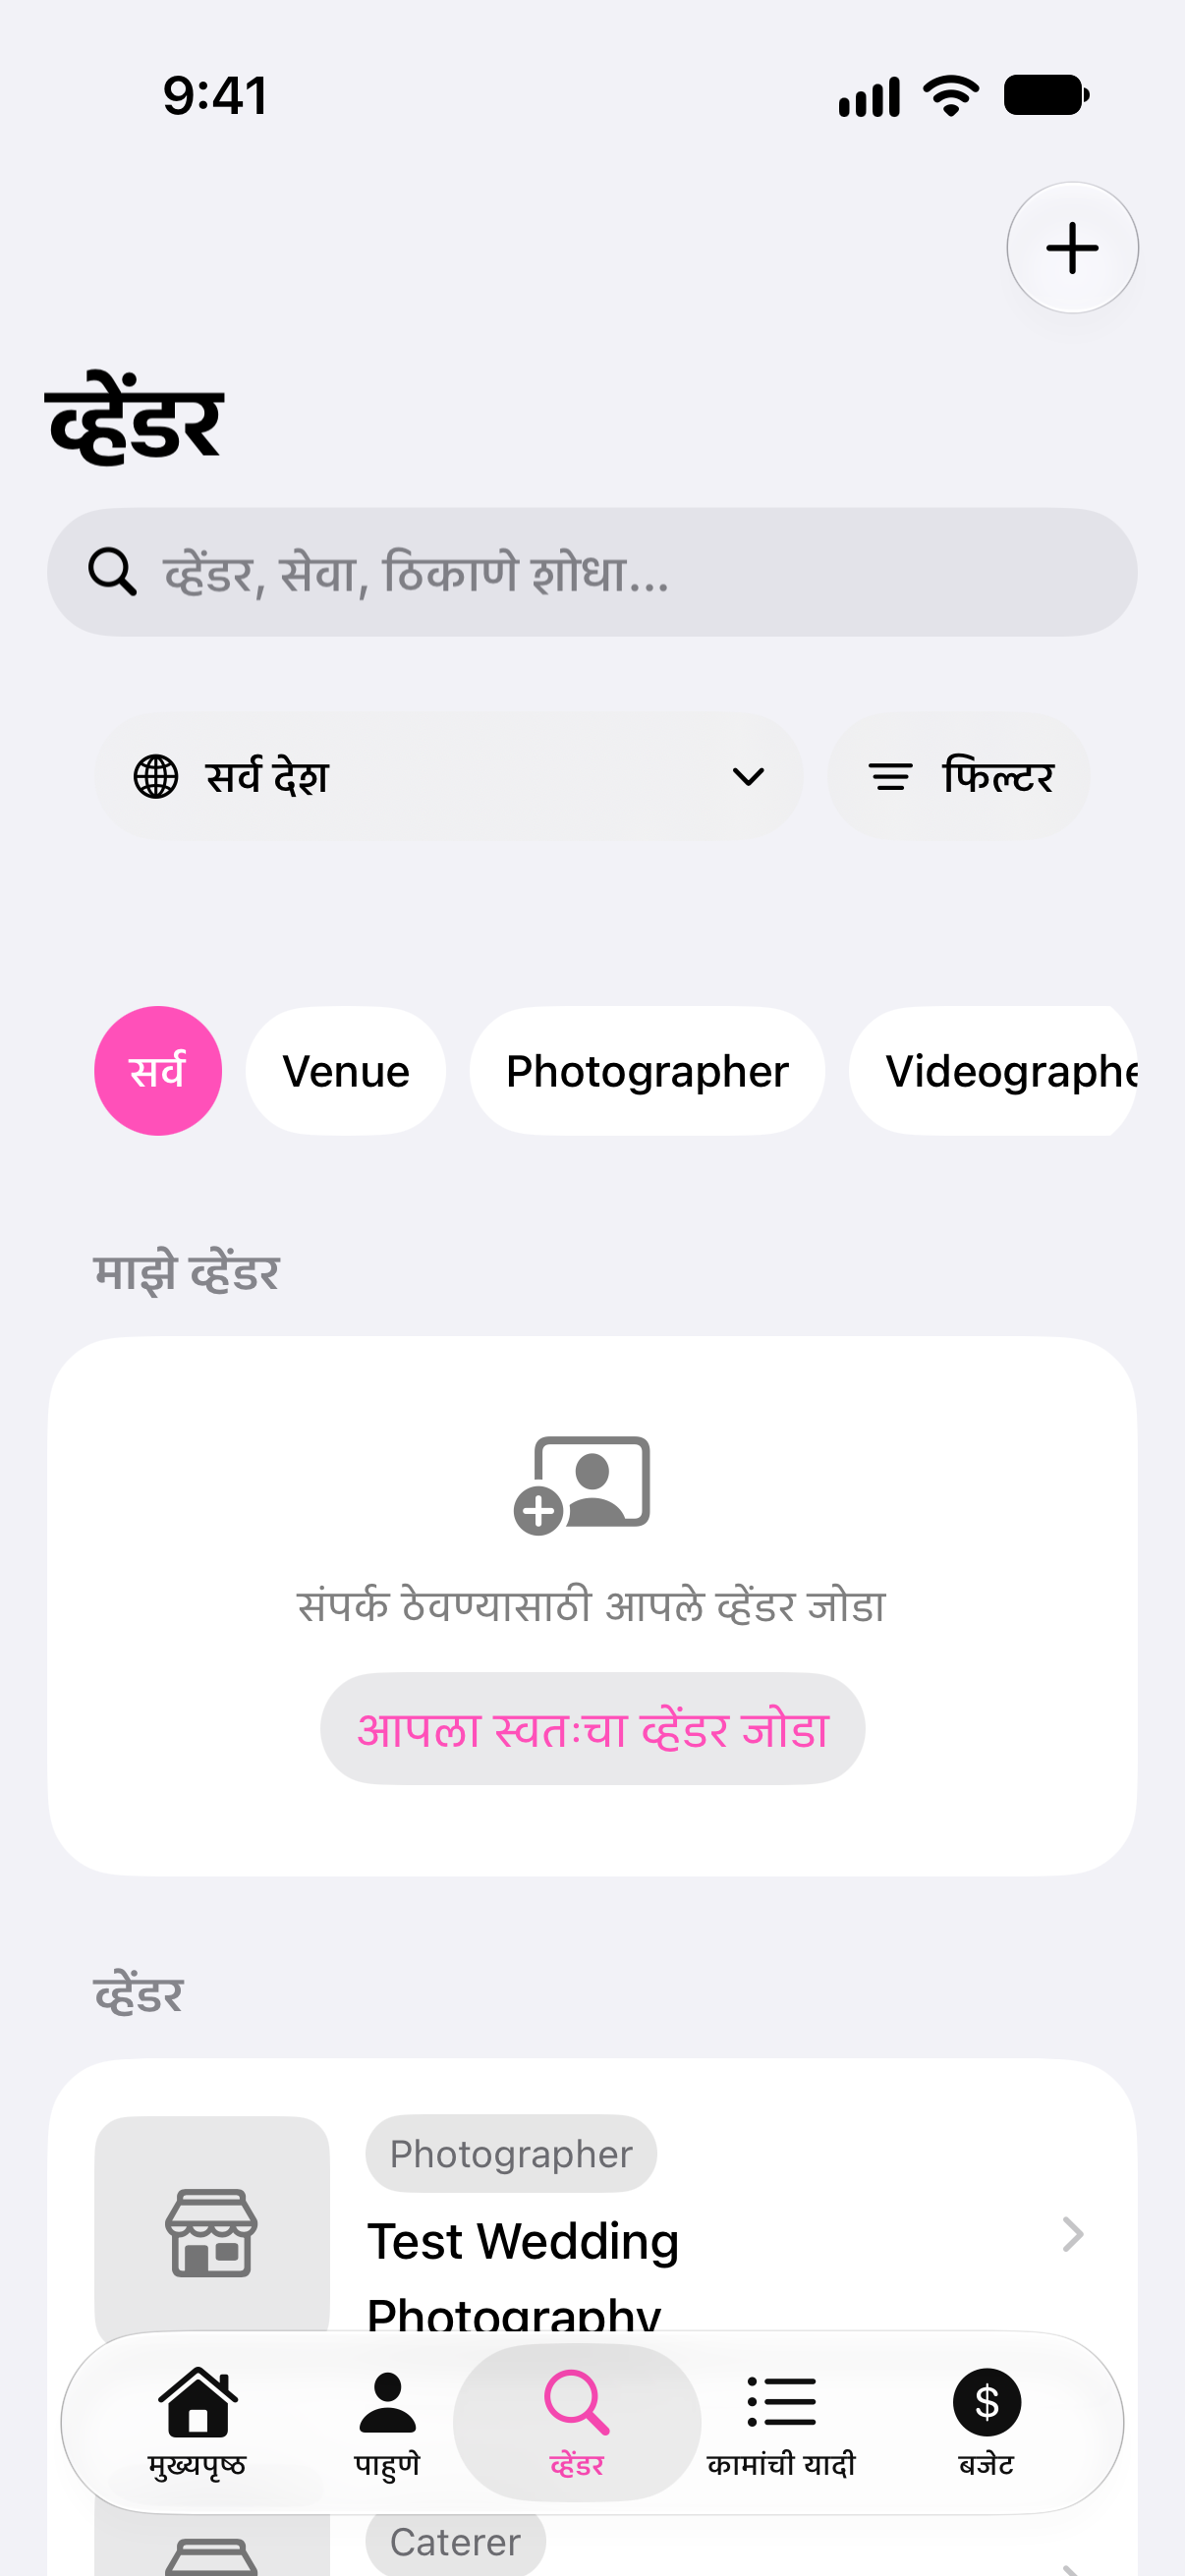 9:41
व्हेंडर
व्हेंडर, सेवा, ठिकाणे शोधा...
सर्व देश
फिल्टर
सर्व
Venue
Photographer
Videographe
माझे व्हेंडर
संपर्क ठेवण्यासाठी आपले व्हेंडर जोडा
आपला स्वतःचा व्हेंडर जोडा
व्हेंडर
Photographer
Test Wedding
Photography
मुख्यपृष्ठ
पाहुणे
व्हेंडर
कामांची यादी
बजेट
Caterer